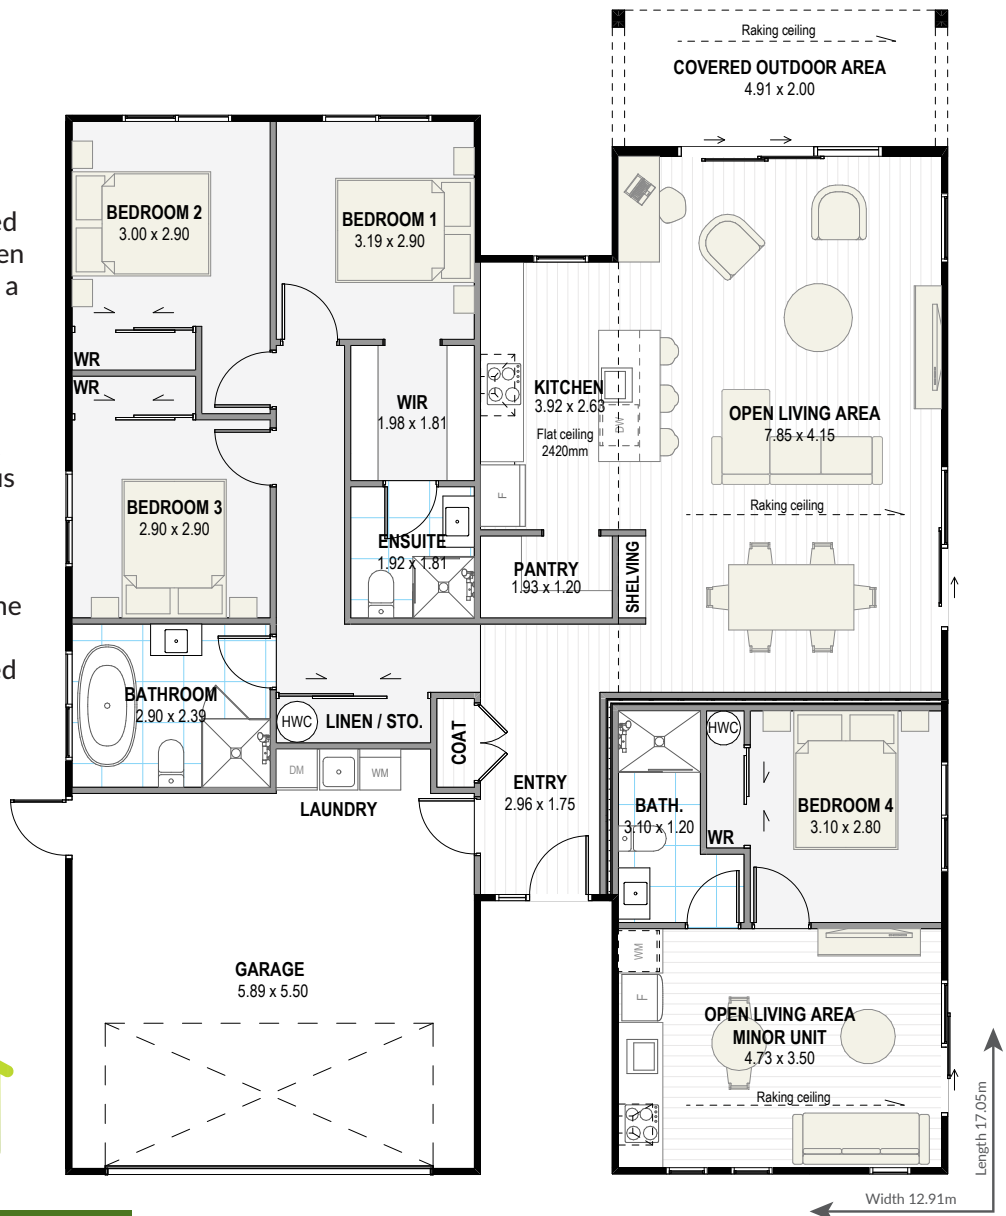 Raking ceiling
COVERED OUTDOOR AREA
4.91 x 2.00
ed
en
a
BEDROOM 2
3.00 x 2.90
BEDROOM 1
3.19 x 2.90
WR
WR
WIR
1.98 x 1.81
KITCHEN
3.92 x 2.63
Flat ceiling
2420mm
DW
OPEN LIVING AREA
7.85 x 4.15
Raking ceiling
us
BEDROOM 3
2.90 x 2.90
F
ENSUITE
1.92 x 1.81
PANTRY
1.93 x 1.20
SHELVING
ne
ed
BATHROOM
2.90 x 2.39
HWC
LINEN / STO.
COAT
DM
WM
LAUNDRY
ENTRY
2.96 x 1.75
HWC
BATH.
3.10 x 1.20
WR
BEDROOM 4
3.10 x 2.80
GARAGE
5.89 x 5.50
WM
F
OPEN LIVING AREA
MINOR UNIT
4.73 x 3.50
Raking ceiling
Length 17.05m
Width 12.91m